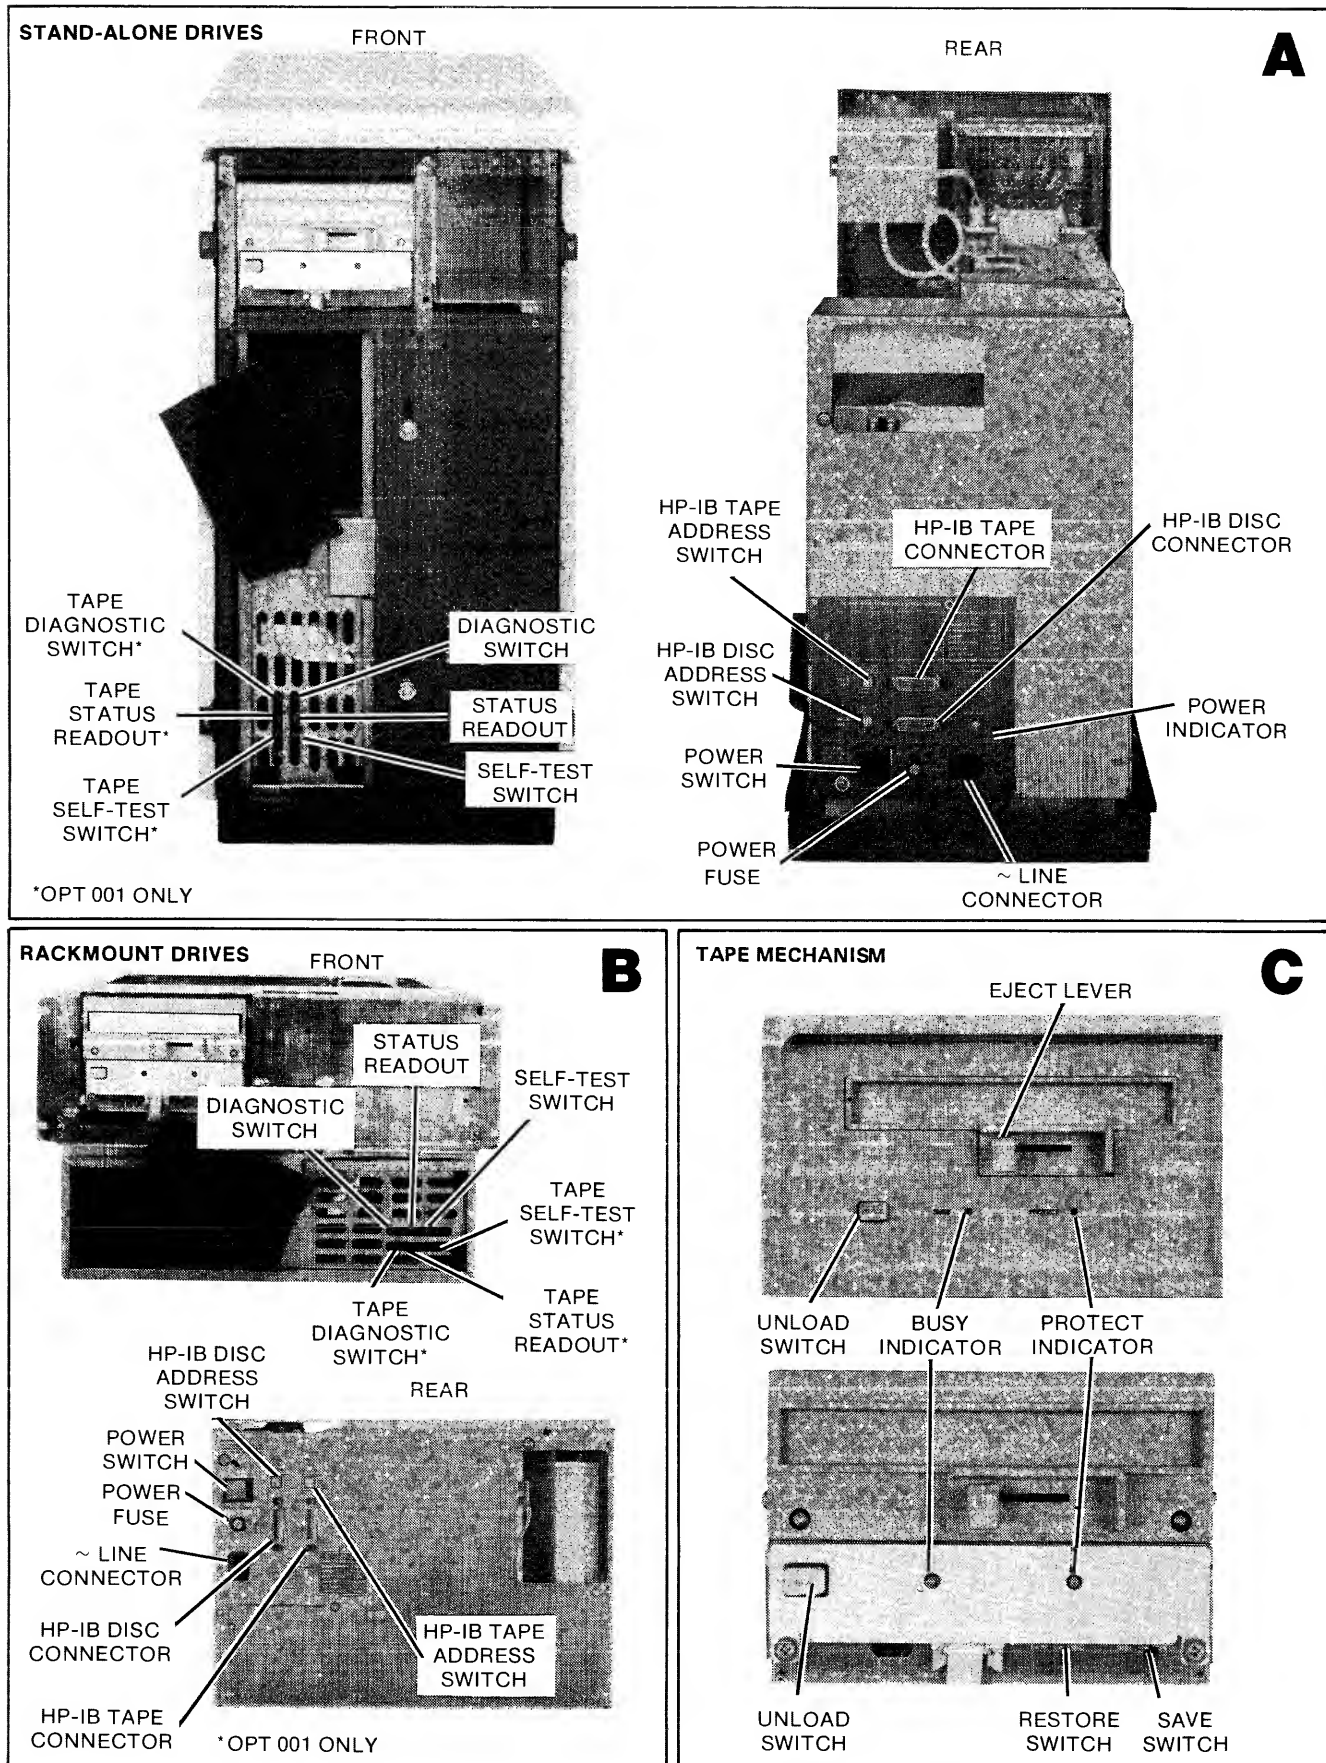 STAND-ALONE DRIVES
FRONT
REAR
A
HP-IB TAPE
ADDRESS
SWITCH
HP-IB TAPE
CONNECTOR
HP-IB DISC
CONNECTOR
TAPE
DIAGNOSTIC
SWITCH*
DIAGNOSTIC
SWITCH
HP-IB DISC
ADDRESS
SWITCH
TAPE
STATUS
READOUT*
STATUS
READOUT
POWER
INDICATOR
POWER
SWITCH
TAPE
SELF-TEST
SWITCH*
SELF-TEST
SWITCH
POWER
FUSE
~ LINE
CONNECTOR
*OPT 001 ONLY
RACKMOUNT DRIVES
FRONT
B
STATUS
READOUT
SELF-TEST
SWITCH
DIAGNOSTIC
SWITCH
TAPE
SELF-TEST
SWITCH*
TAPE
DIAGNOSTIC
SWITCH*
TAPE
STATUS
READOUT*
HP-IB DISC
ADDRESS
SWITCH
REAR
POWER
SWITCH
POWER
FUSE
~ LINE
CONNECTOR
HP-IB DISC
CONNECTOR
HP-IB TAPE
ADDRESS
SWITCH
HP-IB TAPE
CONNECTOR
*OPT 001 ONLY
TAPE MECHANISM
C
EJECT LEVER
UNLOAD
SWITCH
BUSY
INDICATOR
PROTECT
INDICATOR
UNLOAD
SWITCH
RESTORE
SWITCH
SAVE
SWITCH